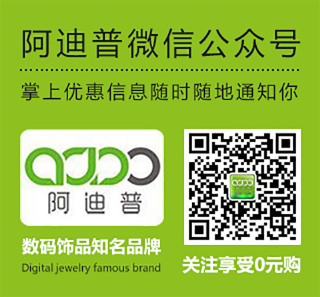 阿迪普微信公众号
掌上优惠信息随时随地通知你
阿迪普
数码饰品知名品牌
Digital jewelry famous brand
关注享受0元购